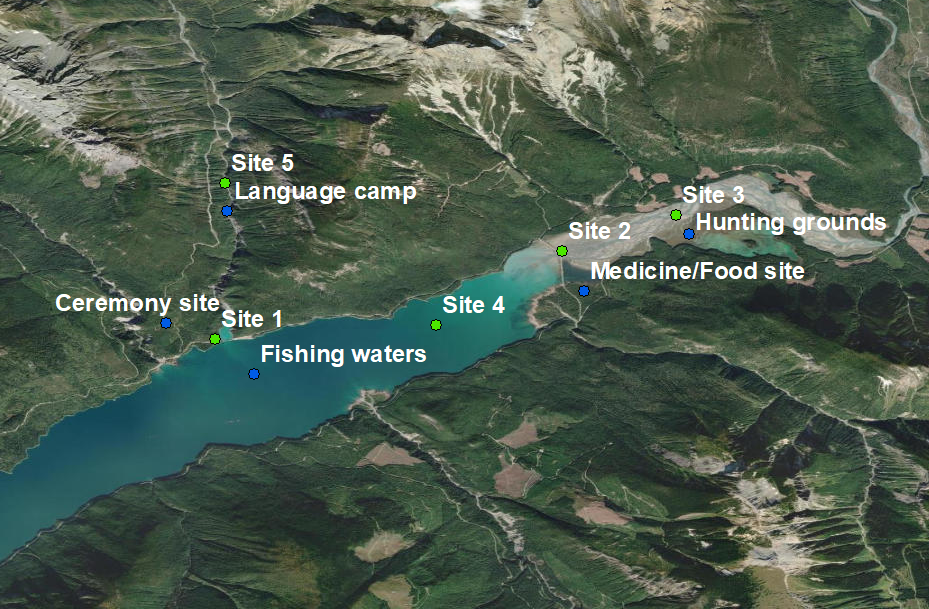 Site 5
Language camp
Site 3
Hunting grounds
Site 2
Medicine/Food site
Ceremony site
Site 1
Site 4
Fishing waters